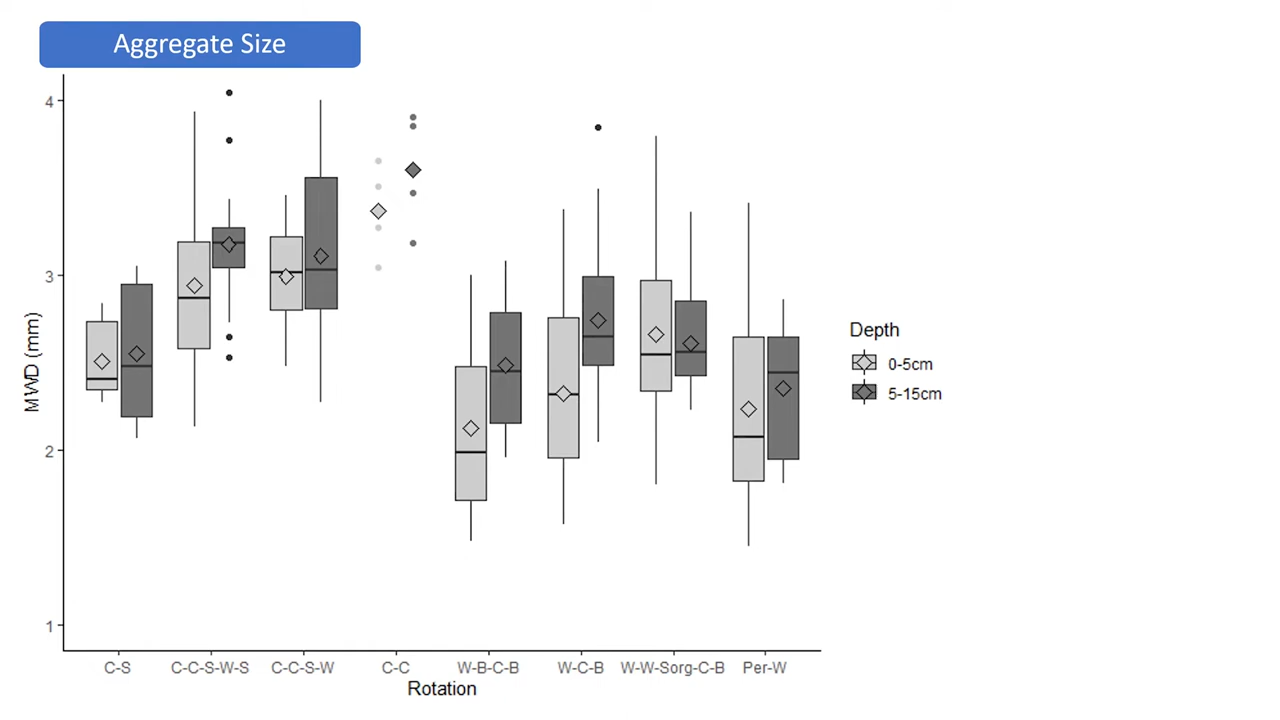 Aggregate Size
4
3
2
1
MWD (mm)
C-S
C-C-S-W-S
C-C-S-W
C-C
W-B-C-B
W-C-B
W-W-Sorg-C-B
Per-W
Rotation
Depth
0-5cm
5-15cm